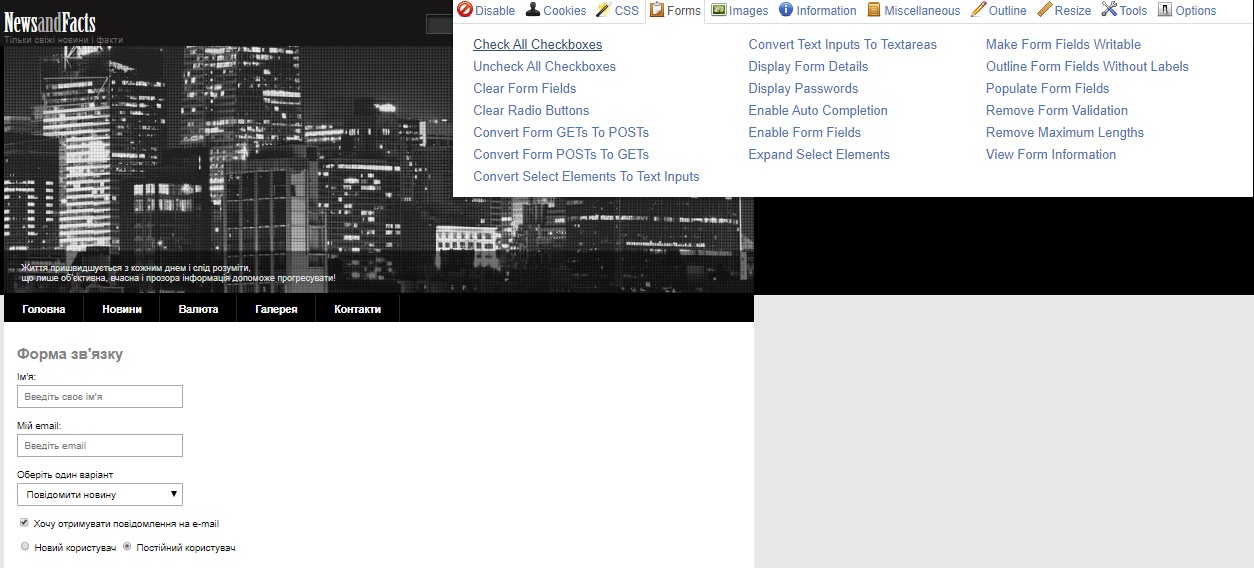 NewsandFacts
Тільки свіжі новини і факти
Disable Cookies CSS Forms Images Information Miscellaneous Outline Resize Tools Options
Check All Checkboxes
Uncheck All Checkboxes
Clear Form Fields
Clear Radio Buttons
Convert Form GETs To POSTs
Convert Form POSTs To GETs
Convert Select Elements To Text Inputs
Convert Text Inputs To Textareas
Display Form Details
Display Passwords
Enable Auto Completion
Enable Form Fields
Expand Select Elements
Make Form Fields Writable
Outline Form Fields Without Labels
Populate Form Fields
Remove Form Validation
Remove Maximum Lengths
View Form Information
Життя пришвидшується з кожним днем і слід розуміти,
що лише об'єктивна, вчасна і прозора інформація допоможе прогресувати!
Головна Новини Валюта Галерея Контакти
Форма зв'язку
Ім'я:
Введіть своє ім'я
Мій email:
Введіть email
Оберіть один варіант
Повідомити новину
Хочу отримувати повідомлення на e-mail
Новий користувач Постійний користувач